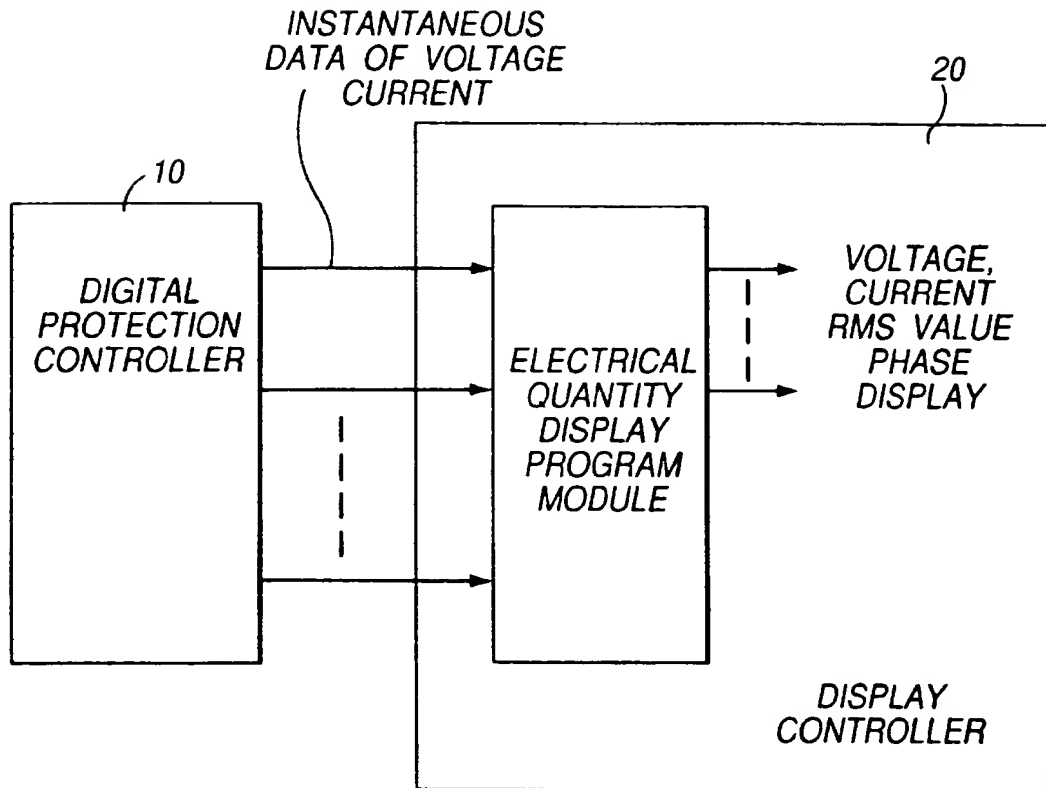 INSTANTANEOUS
DATA OF VOLTAGE
CURRENT
20
10
DIGITAL
PROTECTION
CONTROLLER
ELECTRICAL
QUANTITY
DISPLAY
PROGRAM
MODULE
VOLTAGE,
CURRENT
RMS VALUE
PHASE
DISPLAY
DISPLAY
CONTROLLER